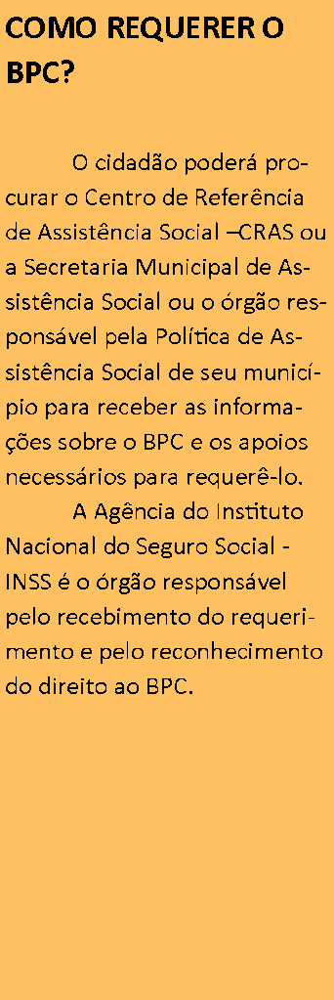 COMO REQUERER O
BPC?
O cidadão poderá pro-
curar o Centro de Referência
de Assistência Social –CRAS ou
a Secretaria Municipal de As-
sistência Social ou o órgão res-
ponsável pela Política de As-
sistência Social de seu municí-
pio para receber as informa-
ções sobre o BPC e os apoios
necessários para requerê-lo.
A Agência do Instituto
Nacional do Seguro Social -
INSS é o órgão responsável
pelo recebimento do requeri-
mento e pelo reconhecimento
do direito ao BPC.